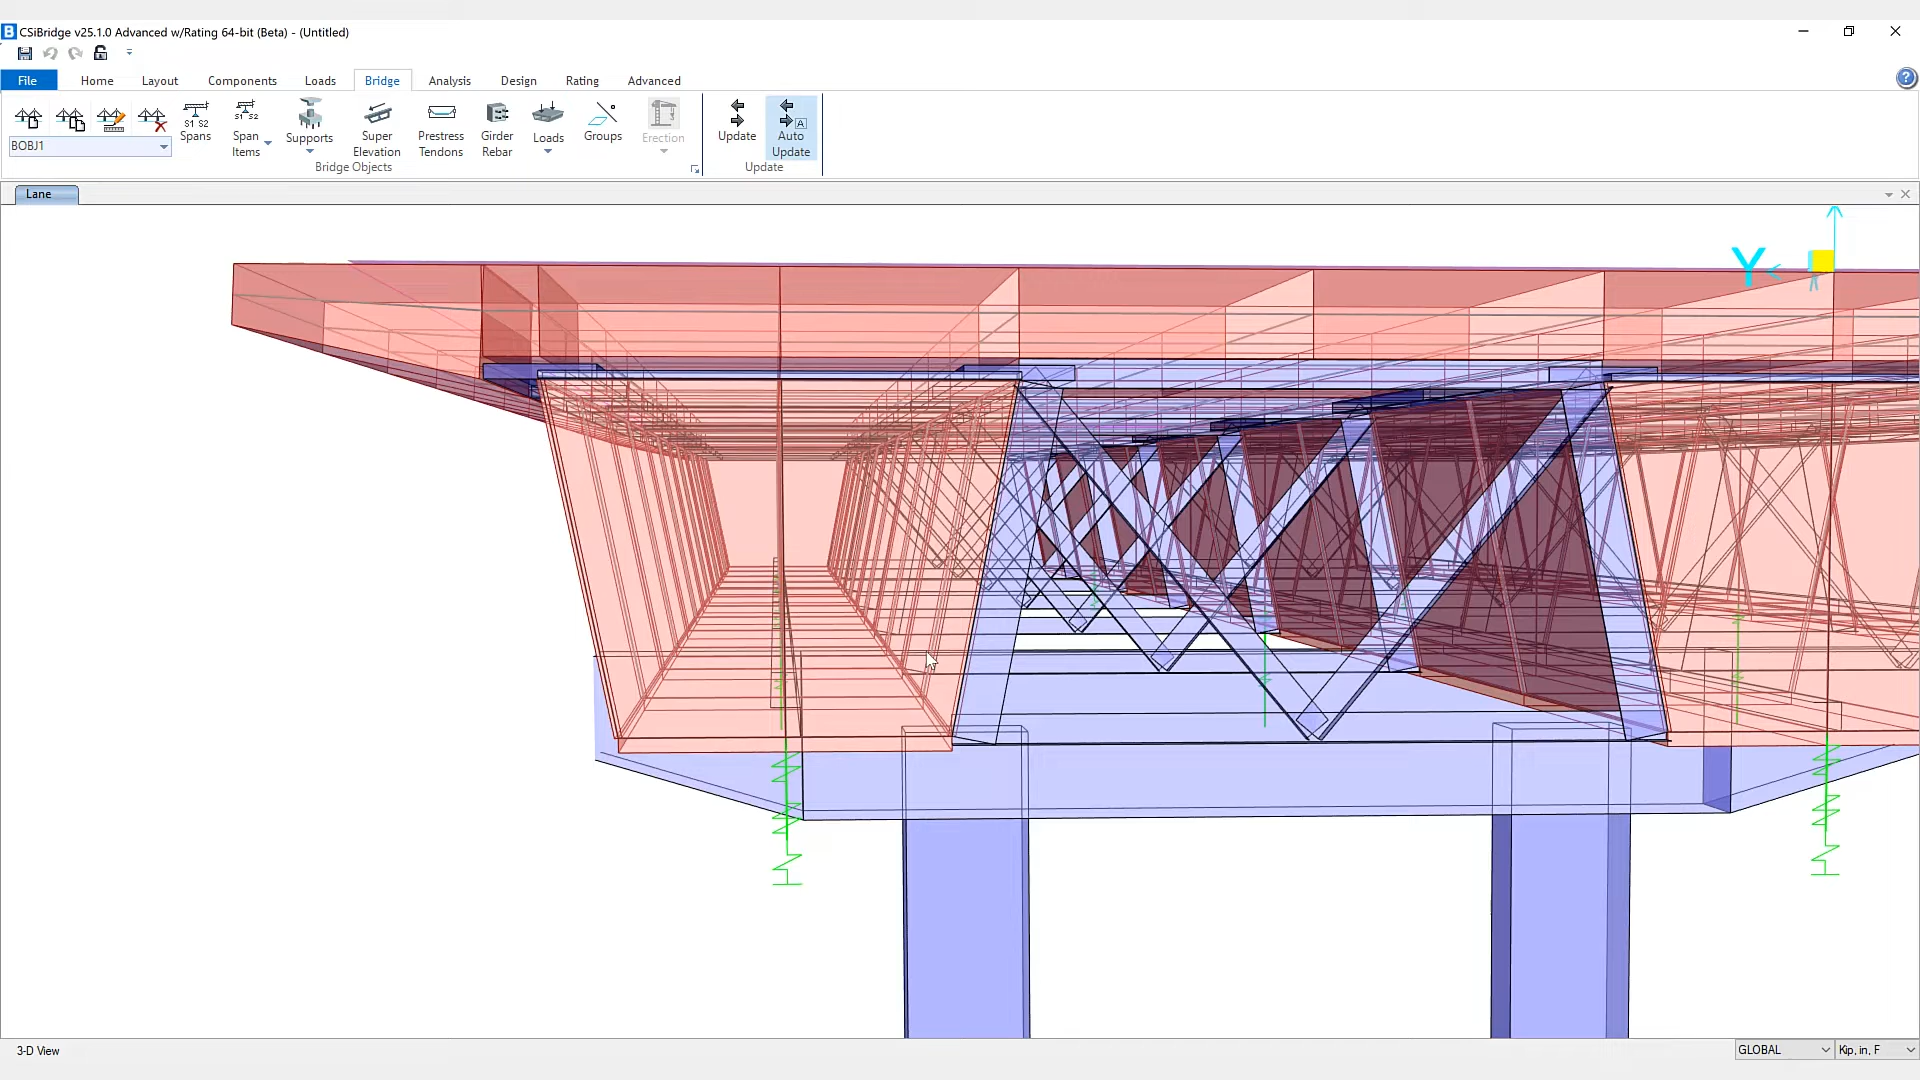 CSiBridge v25.1.0 Advanced w/Rating 64-bit (Beta) - (Untitled)
File Home Layout Components Loads Bridge Analysis Design Rating Advanced
BOBJ1
S1 S2
Spans
S1 S2
Span
Items
Supports
Super
Elevation
Prestress
Tendons
Girder
Rebar
Loads
Groups
Erection
Update
A
Auto
Update
Bridge Objects
Update
Lane
Y
3-D View
GLOBAL
Kip, in, F